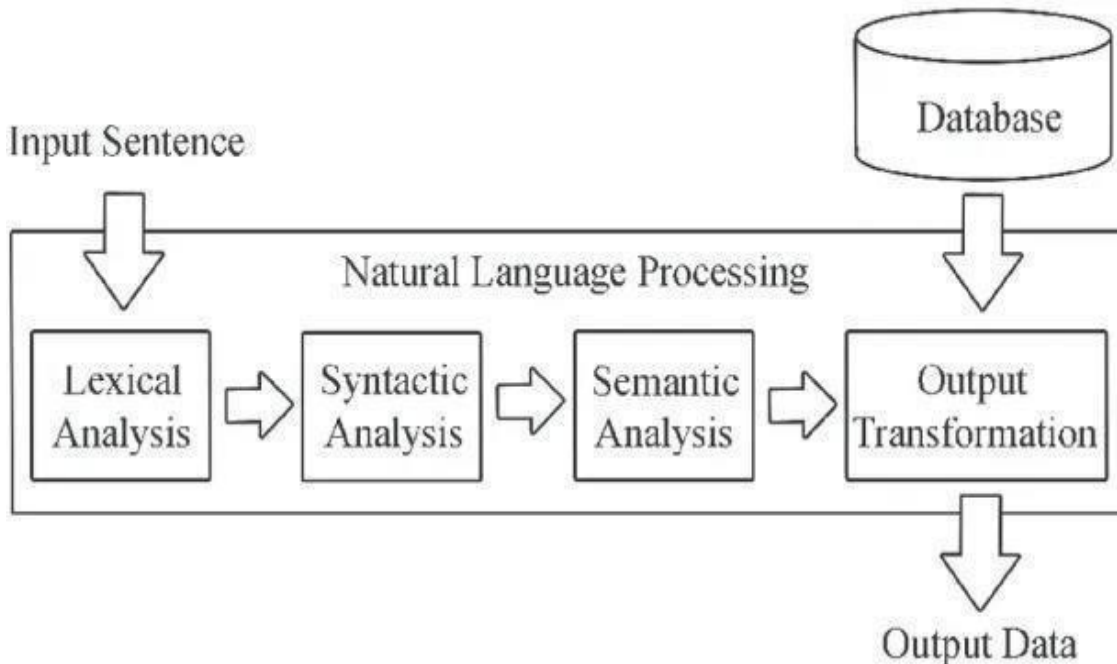 Database
Input Sentence
Natural Language Processing
Lexical
Analysis
Syntactic
Analysis
Semantic
Analysis
Output
Transformation
Output Data